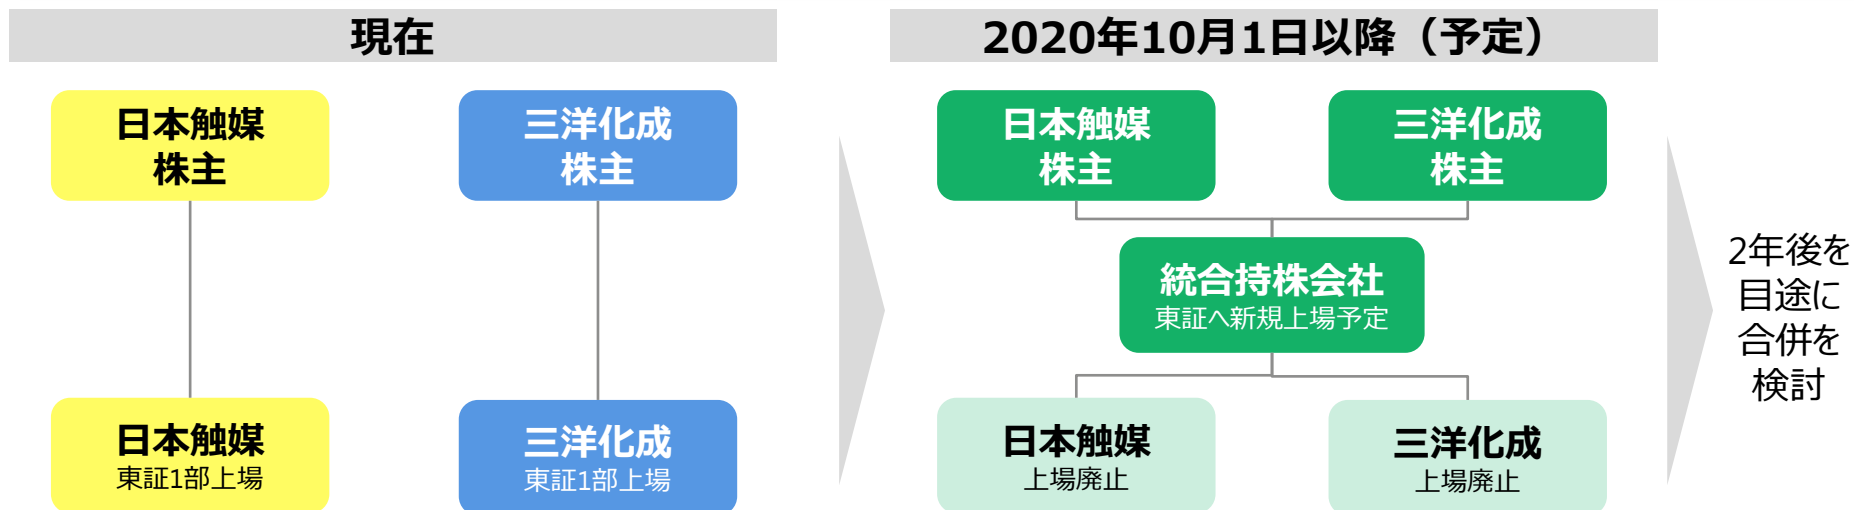 現在
日本触媒
株主
三洋化成
株主
日本触媒
東証1部上場
三洋化成
東証1部上場
2020年10月1日以降（予定）
日本触媒
株主
三洋化成
株主
統合持株会社
東証へ新規上場予定
日本触媒
上場廃止
三洋化成
上場廃止
2年後を
目途に
合併を
検討